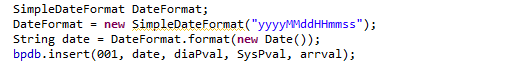 SimpleDateFormat DateFormat;
DateFormat = new SimpleDateFormat("yyyyMMddHHmmss");
String date = DateFormat.format(new Date());
bpdb.insert(001, date, diaPval, SysPval, arrval);